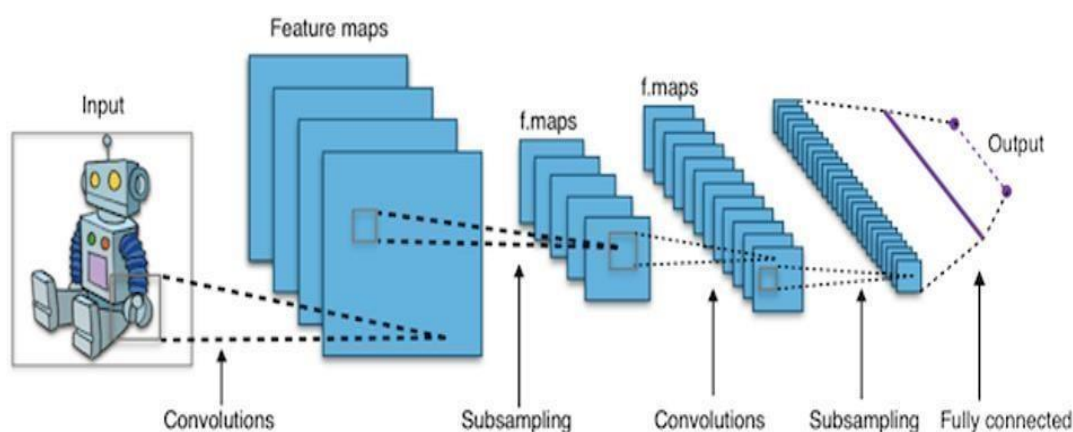 Feature maps
f.maps
Input
f.maps
Output
Convolutions
Subsampling
Convolutions
Subsampling
Fully connected